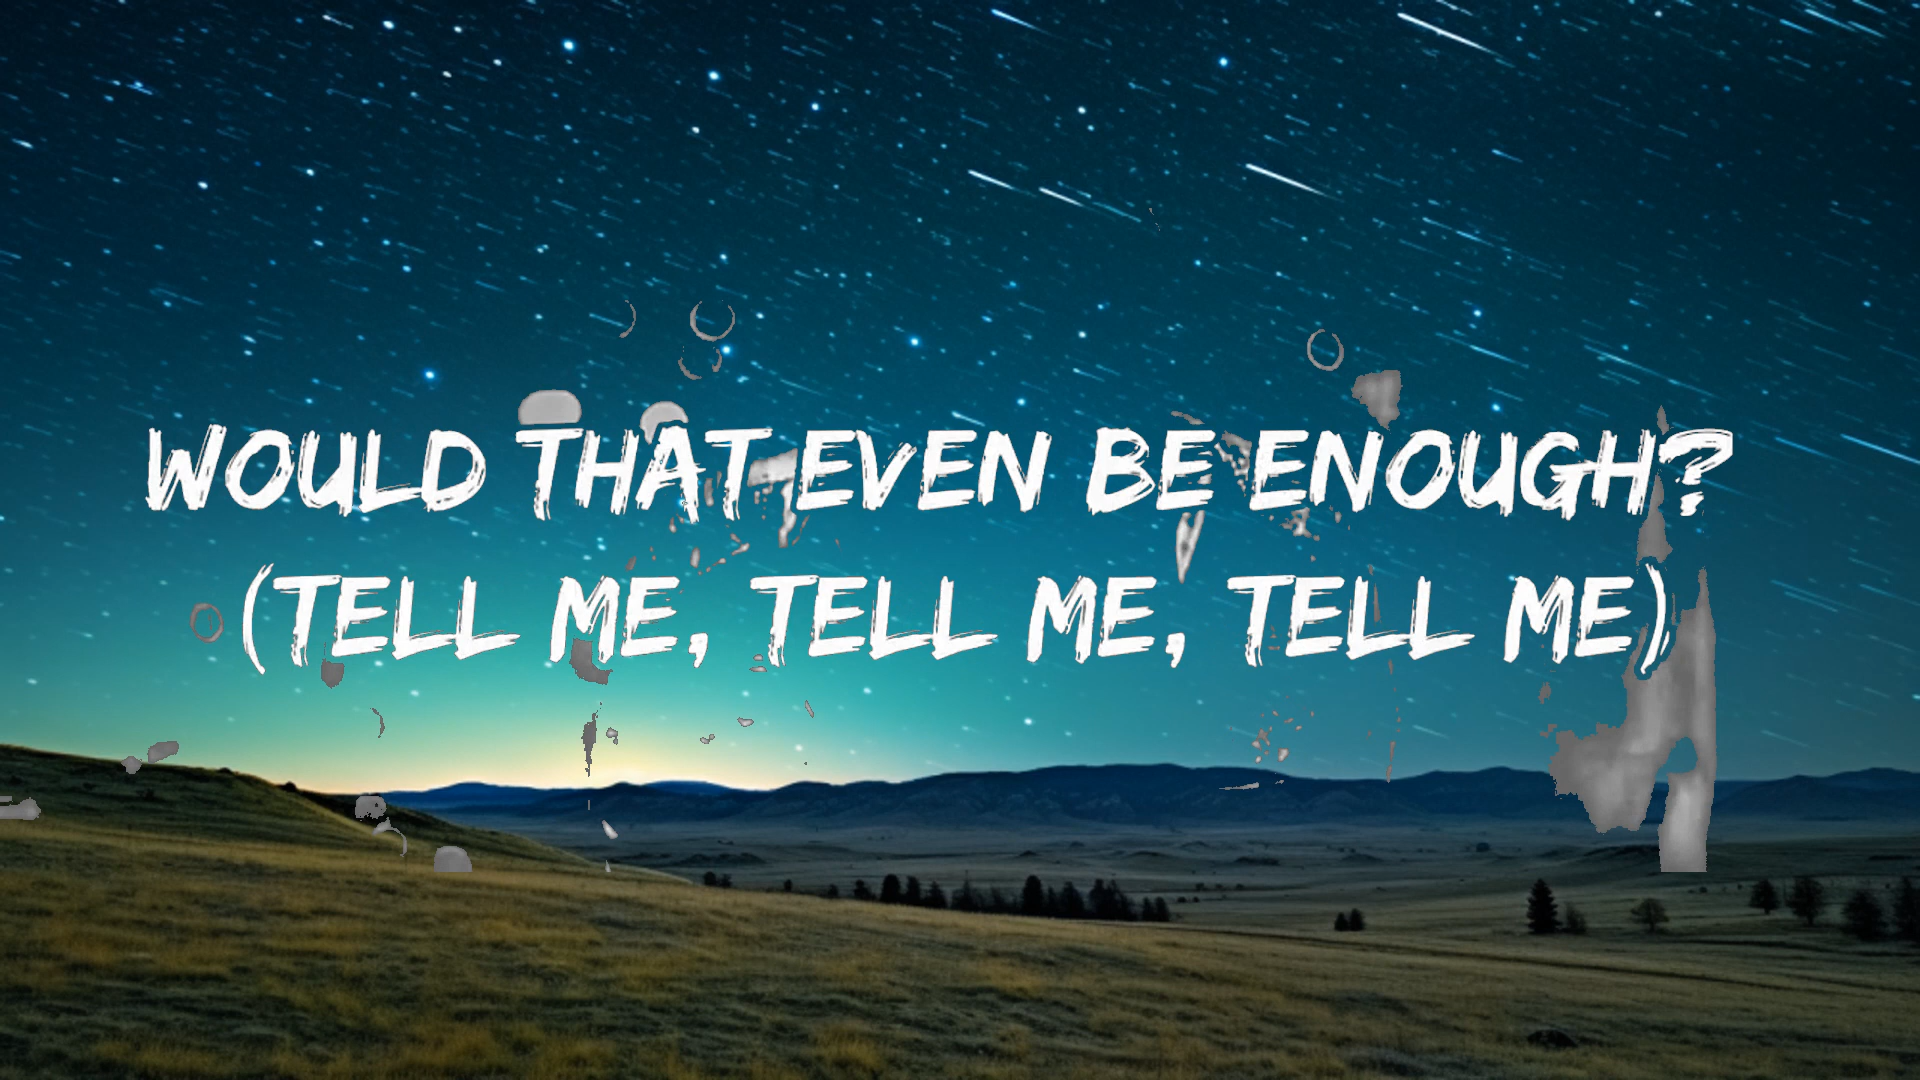 WOULD THAT EVEN BE ENOUGH?
(TELL ME, TELL ME, TELL ME)